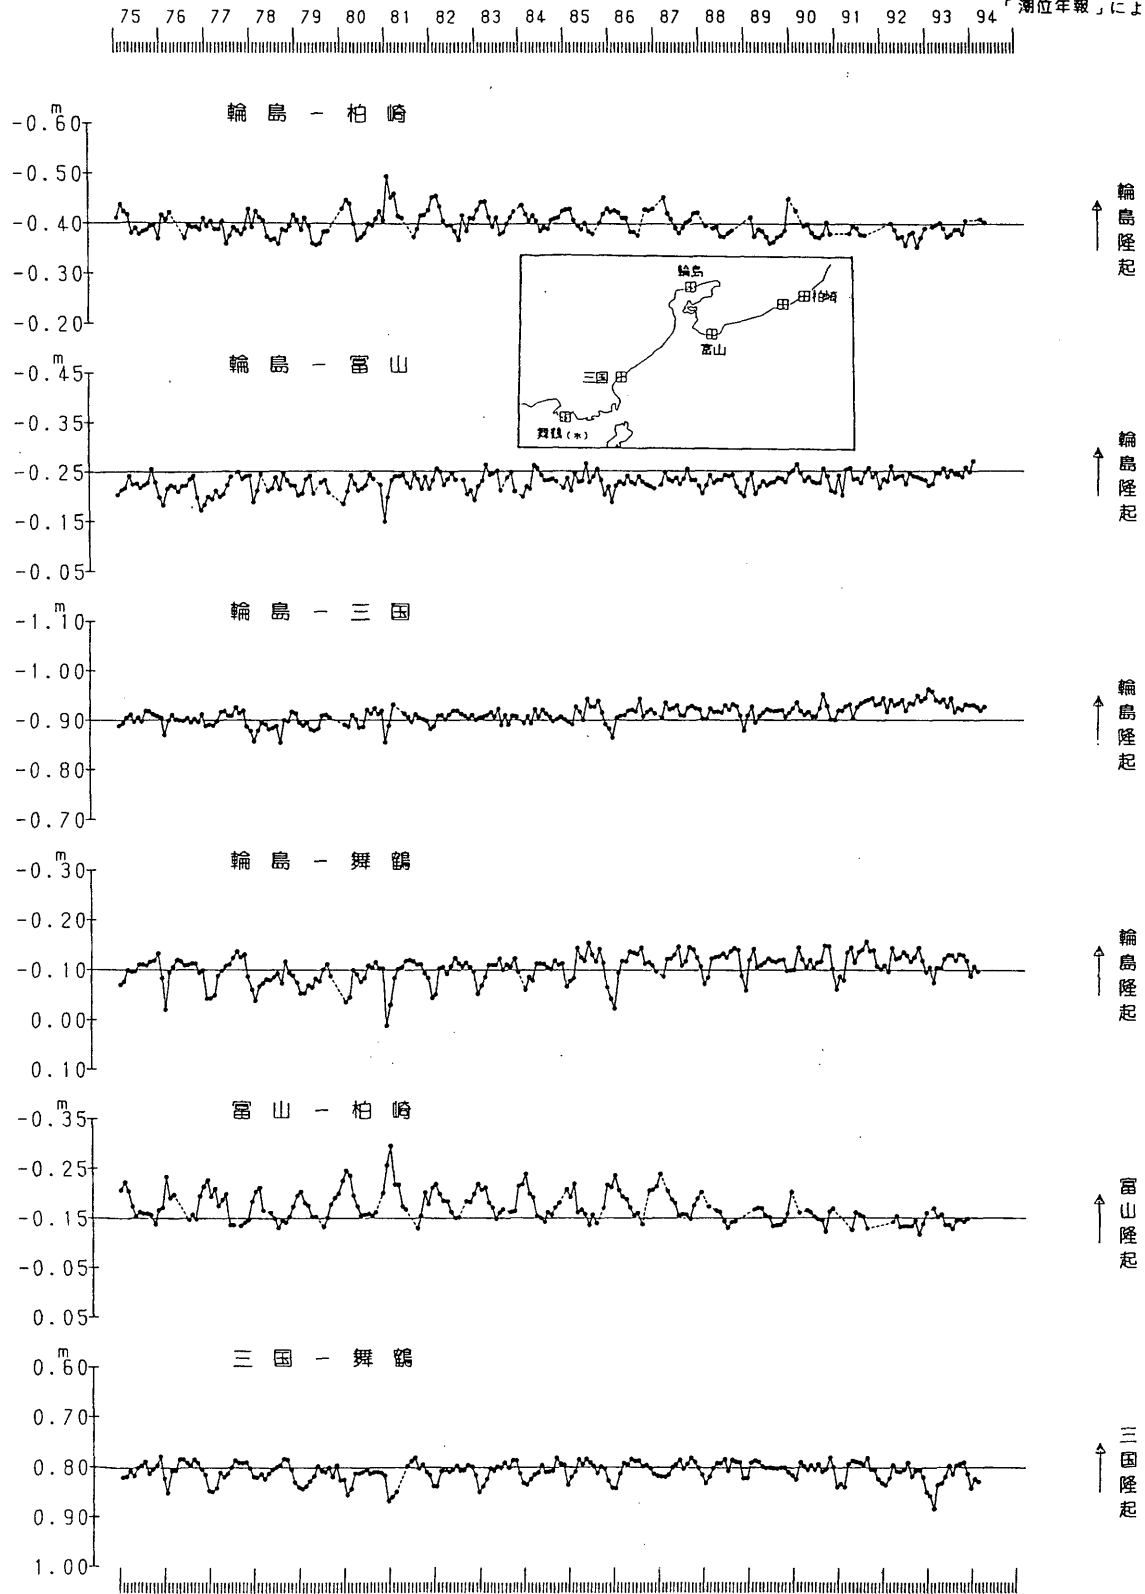 75 76 77 78 79 80 81 82 83 84 85 86 87 88 89 90 91 92 93 94
「潮位年報」によ
輪島－柏崎
m
-0.60
-0.50
-0.40
-0.30
-0.20
輪島隆起
輪島
柏崎
富山
三国
舞鶴(水)
輪島－富山
m
-0.45
-0.35
-0.25
-0.15
-0.05
輪島隆起
輪島－三国
m
-1.10
-1.00
-0.90
-0.80
-0.70
輪島隆起
輪島－舞鶴
m
-0.30
-0.20
-0.10
0.00
0.10
輪島隆起
富山－柏崎
m
-0.35
-0.25
-0.15
-0.05
0.05
富山隆起
三国－舞鶴
m
0.60
0.70
0.80
0.90
1.00
三国隆起